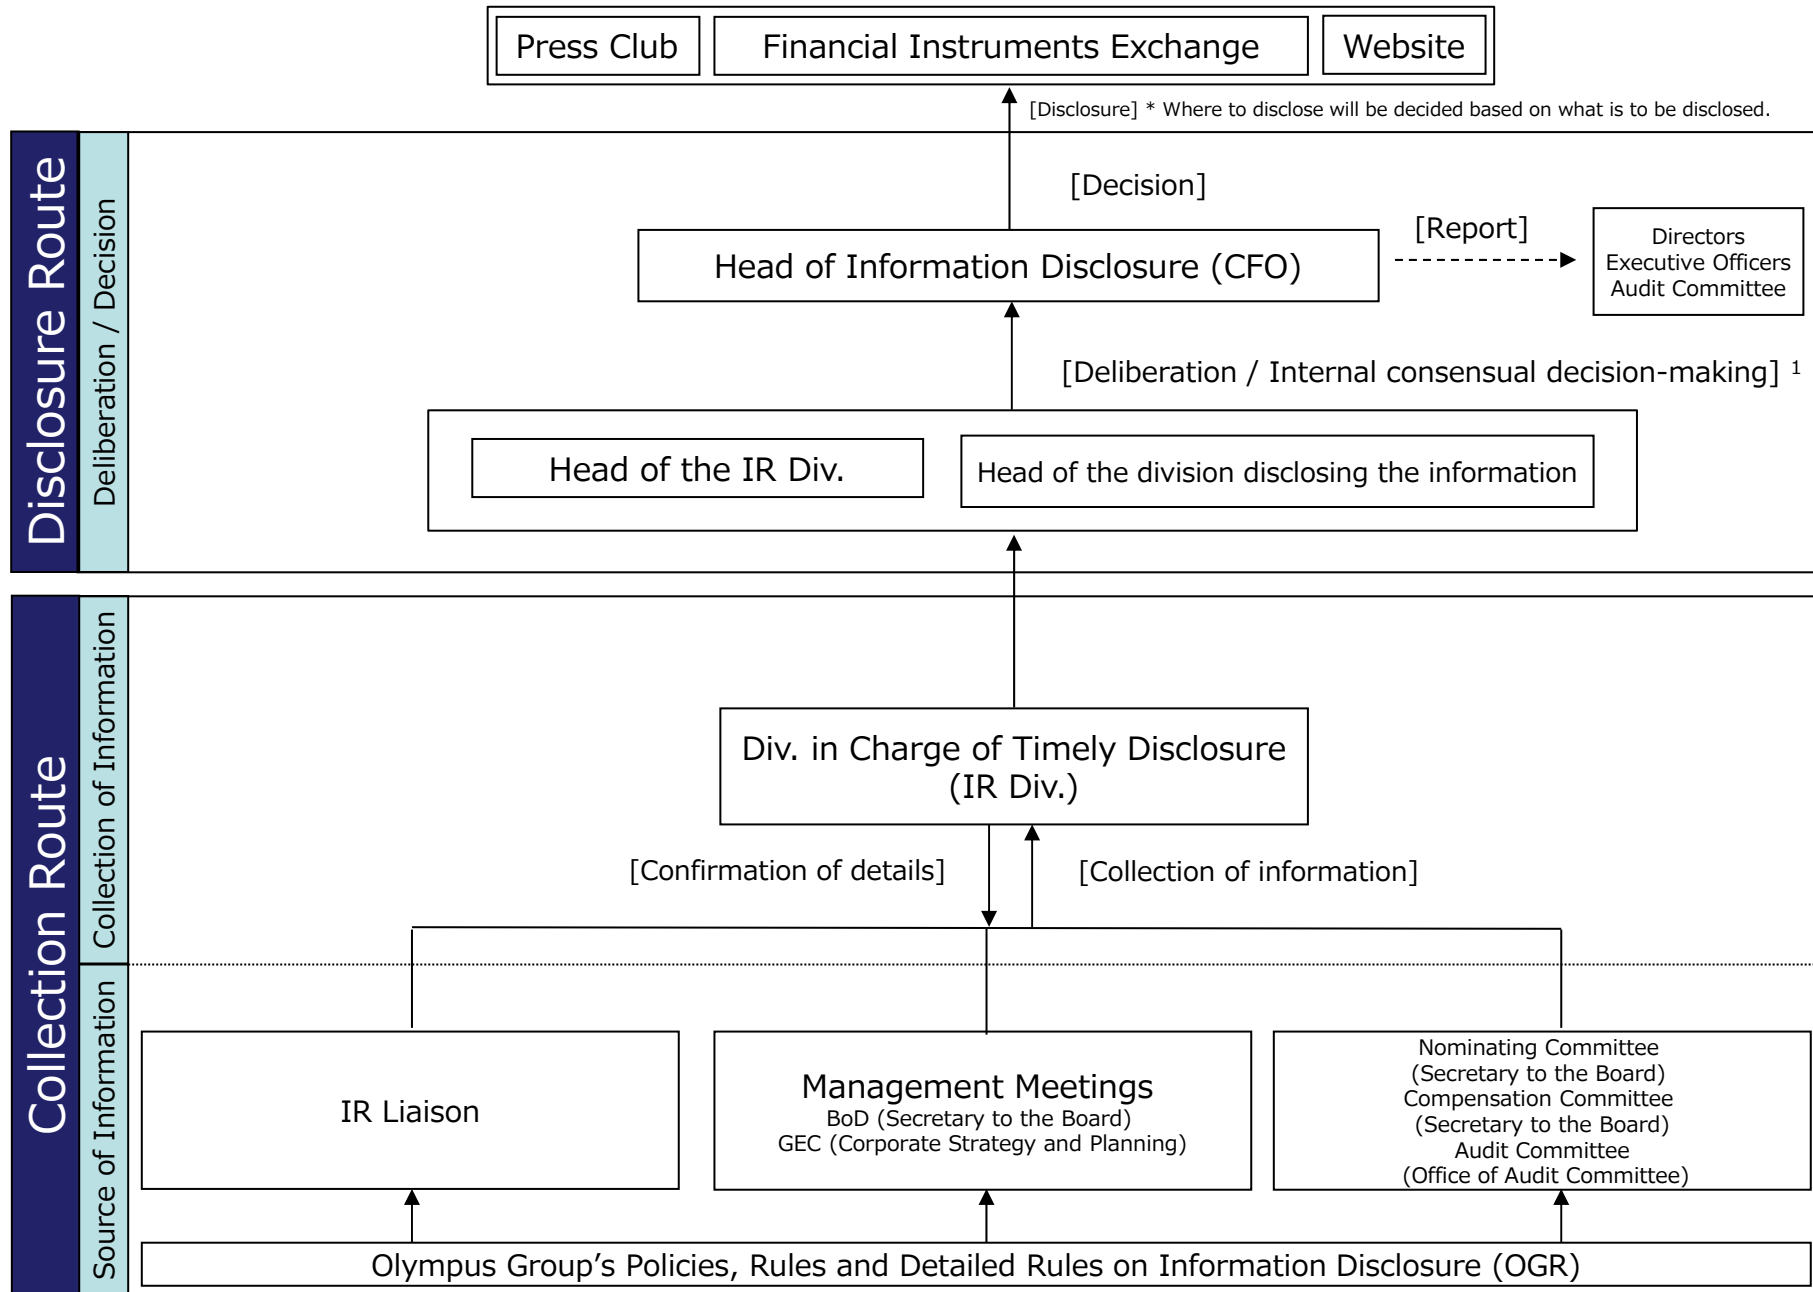 Press Club
Financial Instruments Exchange
Website
[Disclosure] * Where to disclose will be decided based on what is to be disclosed.
Disclosure Route
Deliberation / Decision
[Decision]
Head of Information Disclosure (CFO)
[Report]
Directors
Executive Officers
Audit Committee
[Deliberation / Internal consensual decision-making] ¹
Head of the IR Div.
Head of the division disclosing the information
Collection Route
Collection of Information
Div. in Charge of Timely Disclosure
(IR Div.)
[Confirmation of details]
[Collection of information]
Source of Information
IR Liaison
Management Meetings
BoD (Secretary to the Board)
GEC (Corporate Strategy and Planning)
Nominating Committee
(Secretary to the Board)
Compensation Committee
(Secretary to the Board)
Audit Committee
(Office of Audit Committee)
Olympus Group’s Policies, Rules and Detailed Rules on Information Disclosure (OGR)